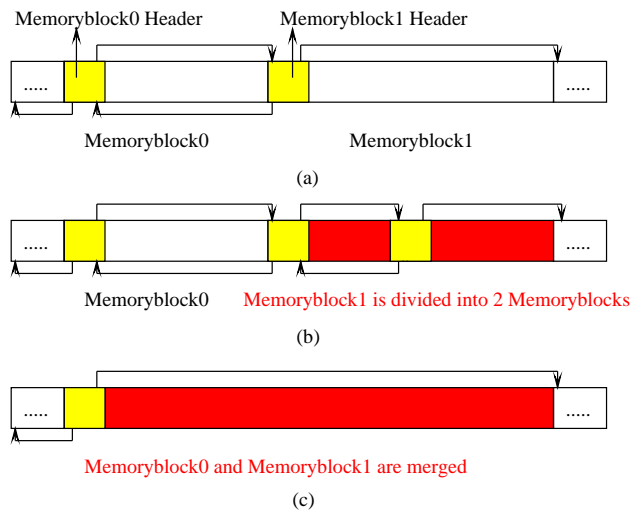 Memoryblock0 Header Memoryblock1 Header
..... .....
Memoryblock0 Memoryblock1
(a)
..... .....
Memoryblock0 Memoryblock1 is divided into 2 Memoryblocks
(b)
..... .....
Memoryblock0 and Memoryblock1 are merged
(c)